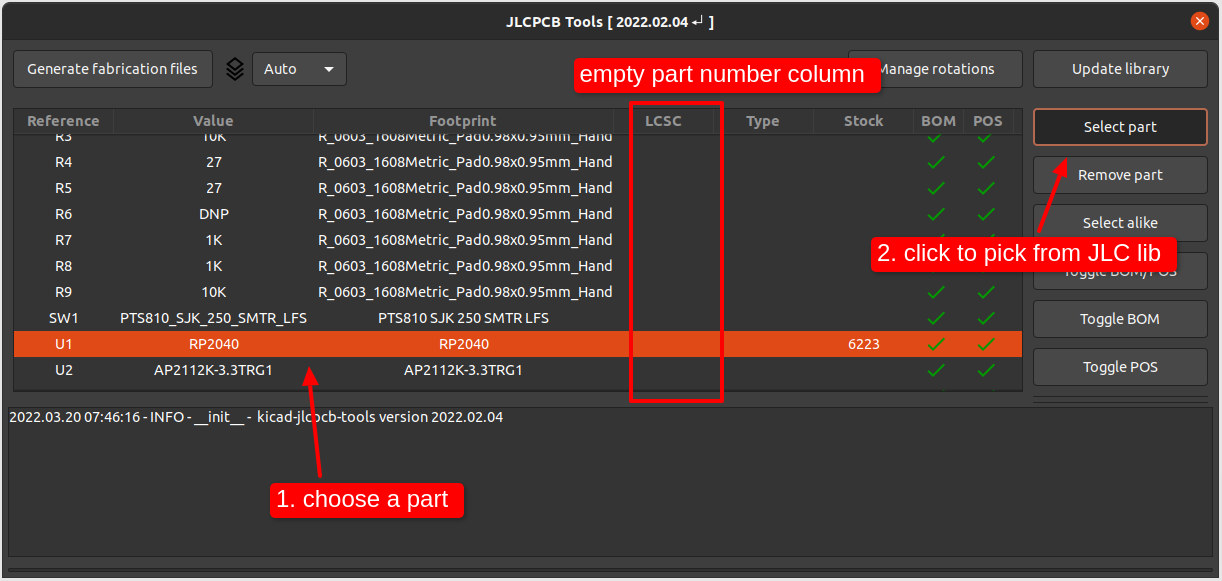 JLCPCB Tools [ 2022.02.04 ↵ ]
Generate fabrication files Auto Manage rotations Update library
empty part number column
Reference Value Footprint LCSC Type Stock BOM POS
R3 10K R_0603_1608Metric_Pad0.98x0.95mm_Hand
R4 27 R_0603_1608Metric_Pad0.98x0.95mm_Hand
R5 27 R_0603_1608Metric_Pad0.98x0.95mm_Hand
R6 DNP R_0603_1608Metric_Pad0.98x0.95mm_Hand
R7 1K R_0603_1608Metric_Pad0.98x0.95mm_Hand
R8 1K R_0603_1608Metric_Pad0.98x0.95mm_Hand
R9 10K R_0603_1608Metric_Pad0.98x0.95mm_Hand
SW1 PTS810_SJK_250_SMTR_LFS PTS810 SJK 250 SMTR LFS
U1 RP2040 RP2040 6223
U2 AP2112K-3.3TRG1 AP2112K-3.3TRG1
Select part
Remove part
Select alike
2. click to pick from JLC lib
Toggle BOM/POS
Toggle BOM
Toggle POS
2022.03.20 07:46:16 - INFO - __init__ - kicad-jlcpcb-tools version 2022.02.04
1. choose a part